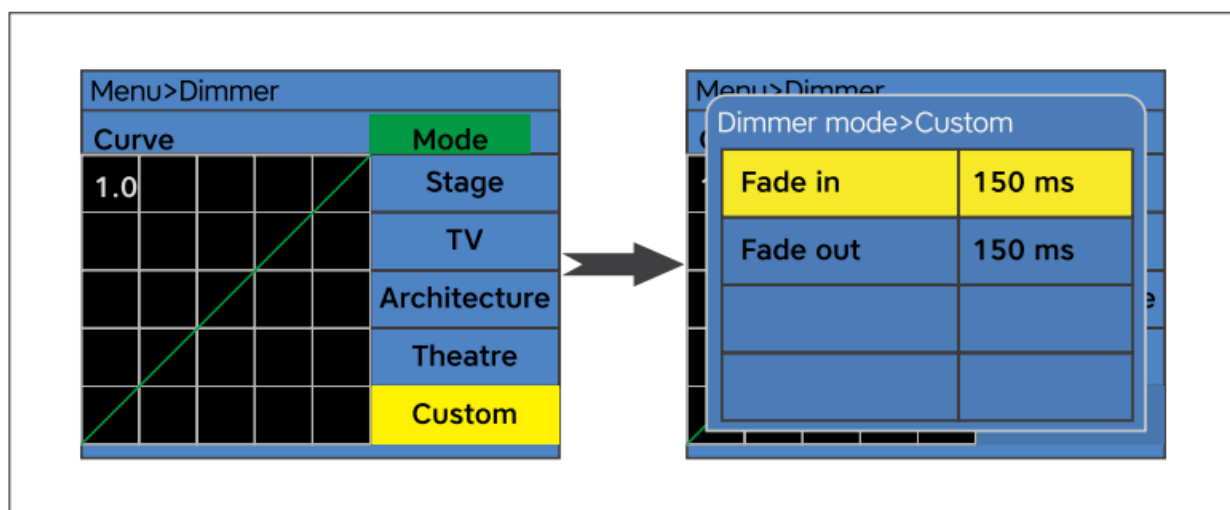 Menu>Dimmer
Curve Mode
1.0 Stage
TV
Architecture
Theatre
Custom
Menu>Dimmer
Dimmer mode>Custom
Fade in 150 ms
Fade out 150 ms